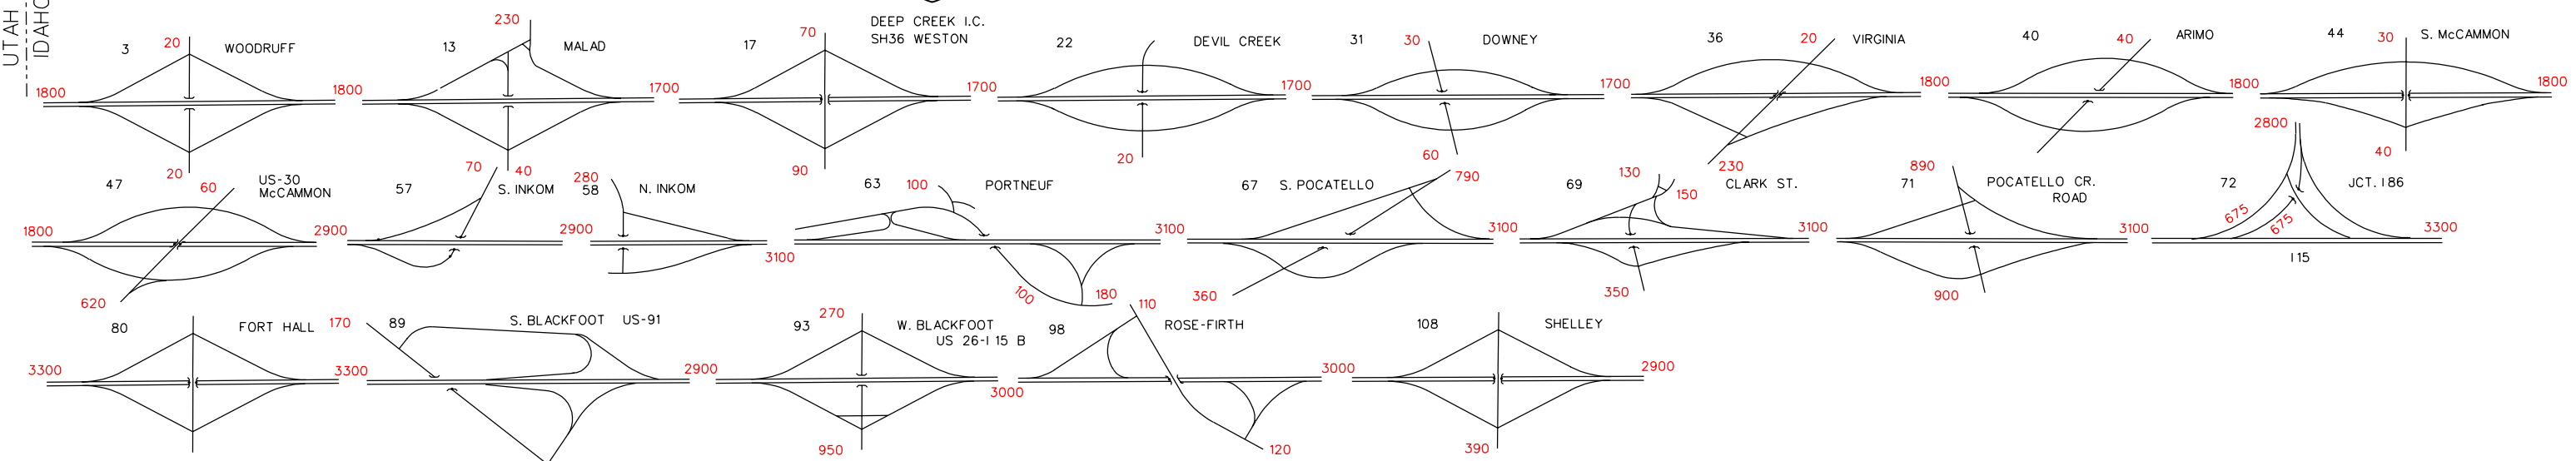 UTAH
IDAHO
1800
3
20
WOODRUFF
20
1800
13
230
MALAD
40
1700
17
70
DEEP CREEK I.C.
SH36 WESTON
90
1700
22
DEVIL CREEK
20
1700
31
30
DOWNEY
60
1700
36
20
VIRGINIA
230
1800
40
40
ARIMO
1800
44
30
S. McCAMMON
40
1800
1800
47
60
US-30
McCAMMON
620
2900
57
70
S. INKOM
2900
58
280
N. INKOM
3100
63
100
PORTNEUF
100
180
3100
67
S. POCATELLO
790
360
3100
69
130
150
CLARK ST.
350
3100
71
890
POCATELLO CR.
ROAD
900
3100
72
2800
JCT. I 86
675
675
3300
I 15
3300
80
FORT HALL
3300
170
89
S. BLACKFOOT US-91
2900
93
270
W. BLACKFOOT
US 26-I 15 B
950
3000
98
110
ROSE-FIRTH
120
3000
108
SHELLEY
390
2900